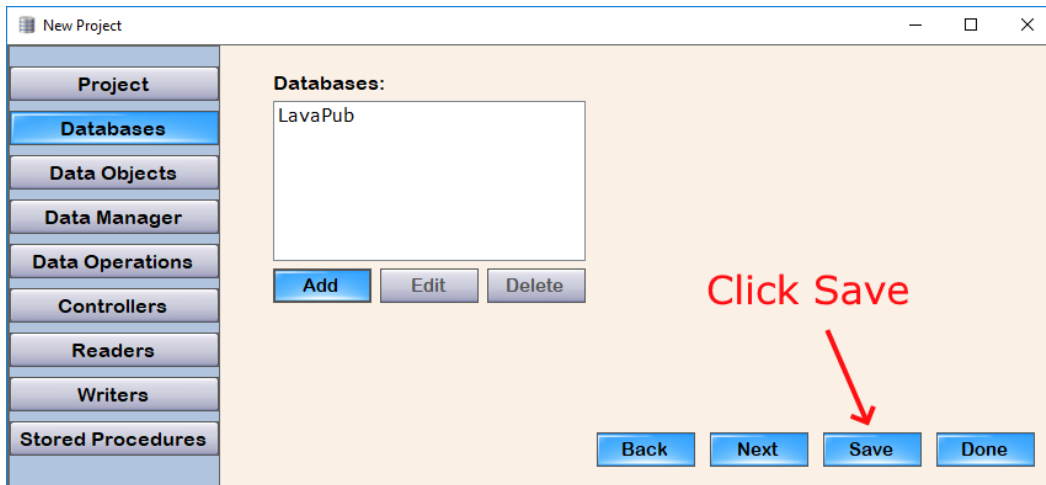 New Project
Project
Databases
Data Objects
Data Manager
Data Operations
Controllers
Readers
Writers
Stored Procedures
Databases:
LavaPub
Add Edit Delete
Click Save
Back Next Save Done